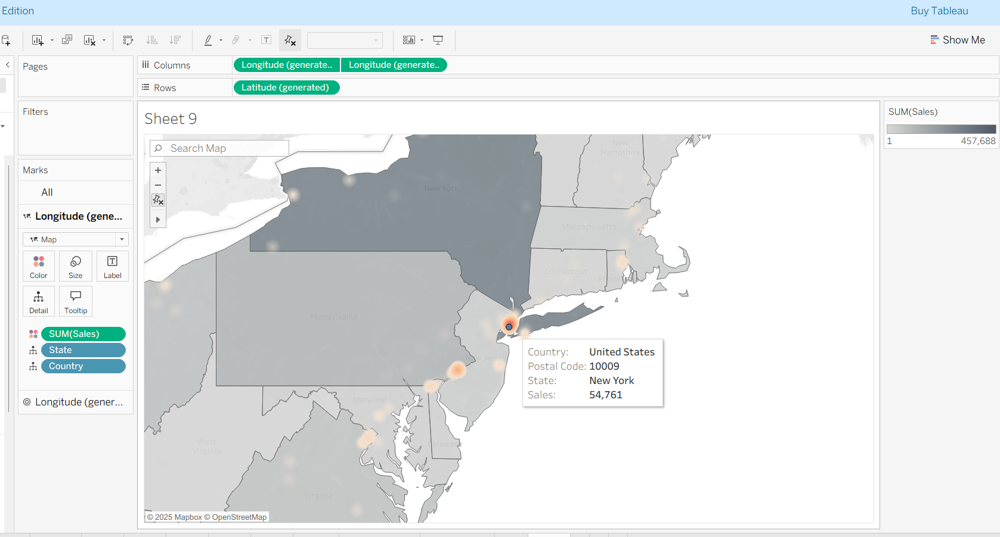 Edition
Buy Tableau
Show Me
Pages
Columns
Longitude (generate..
Longitude (generate..
Rows
Latitude (generated)
Filters
Sheet 9
SUM(Sales)
1
457,688
Search Map
Marks
All
Longitude (gene...
Map
Color
Size
Label
Detail
Tooltip
SUM(Sales)
State
Country
Longitude (gener...
New Hampshire
New York
Massachusetts
Connecticut
Rhode Island
Pennsylvania
New Jersey
Maryland
West Virginia
Delaware
Virginia
Country: United States
Postal Code: 10009
State: New York
Sales: 54,761
© 2025 Mapbox © OpenStreetMap